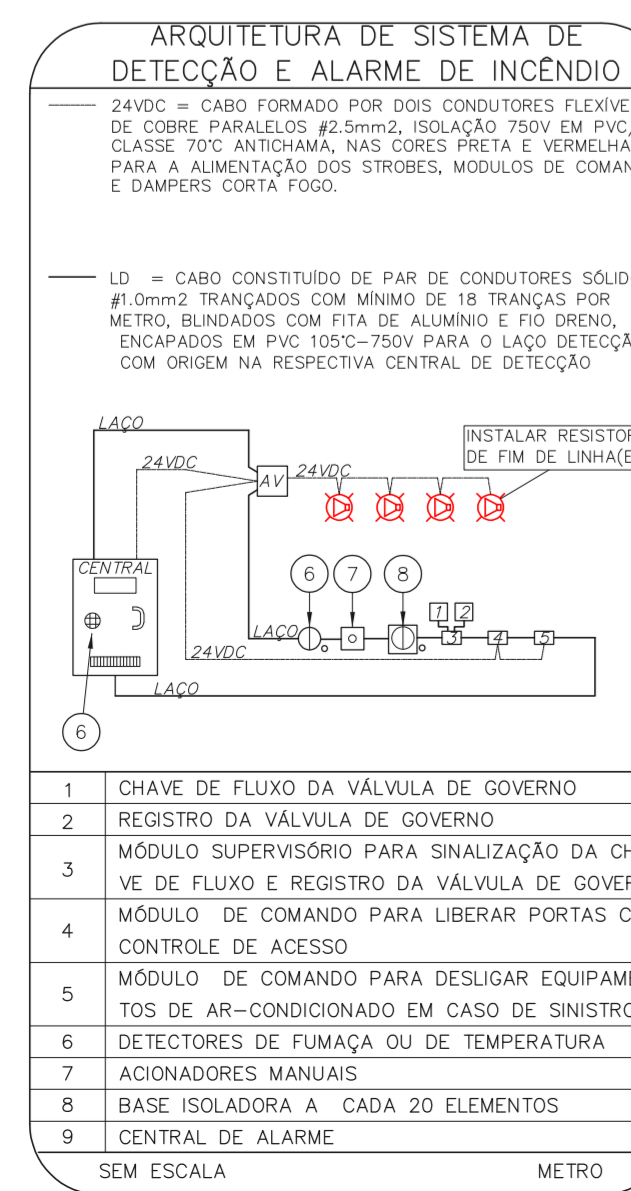 ARQUITETURA DE SISTEMA DE
DETECÇÃO E ALARME DE INCÊNDIO
24VDC = CABO FORMADO POR DOIS CONDUTORES FLEXÍVE
DE COBRE PARALELOS #2.5mm2, ISOLAÇÃO 750V EM PVC/
CLASSE 70°C ANTICHAMA, NAS CORES PRETA E VERMELHA
PARA A ALIMENTAÇÃO DOS STROBES, MODULOS DE COMAN
E DAMPERS CORTA FOGO.
LD = CABO CONSTITUÍDO DE PAR DE CONDUTORES SÓLID
#1.0mm2 TRANÇADOS COM MÍNIMO DE 18 TRANÇAS POR
METRO, BLINDADOS COM FITA DE ALUMÍNIO E FIO DRENO,
ENCAPADOS EM PVC 105°C-750V PARA O LAÇO DETECÇÃ
COM ORIGEM NA RESPECTIVA CENTRAL DE DETECÇÃO
LAÇO
INSTALAR RESISTOR
DE FIM DE LINHA(E
24VDC
AV
24VDC
CENTRAL
6 7 8
1 2
LAÇO
3 4 5
24VDC
LAÇO
6
1 CHAVE DE FLUXO DA VÁLVULA DE GOVERNO
2 REGISTRO DA VÁLVULA DE GOVERNO
3 MÓDULO SUPERVISÓRIO PARA SINALIZAÇÃO DA CH
VE DE FLUXO E REGISTRO DA VÁLVULA DE GOVER
4 MÓDULO DE COMANDO PARA LIBERAR PORTAS C
CONTROLE DE ACESSO
5 MÓDULO DE COMANDO PARA DESLIGAR EQUIPAME
TOS DE AR-CONDICIONADO EM CASO DE SINISTRO
6 DETECTORES DE FUMAÇA OU DE TEMPERATURA
7 ACIONADORES MANUAIS
8 BASE ISOLADORA A CADA 20 ELEMENTOS
9 CENTRAL DE ALARME
SEM ESCALA METRO